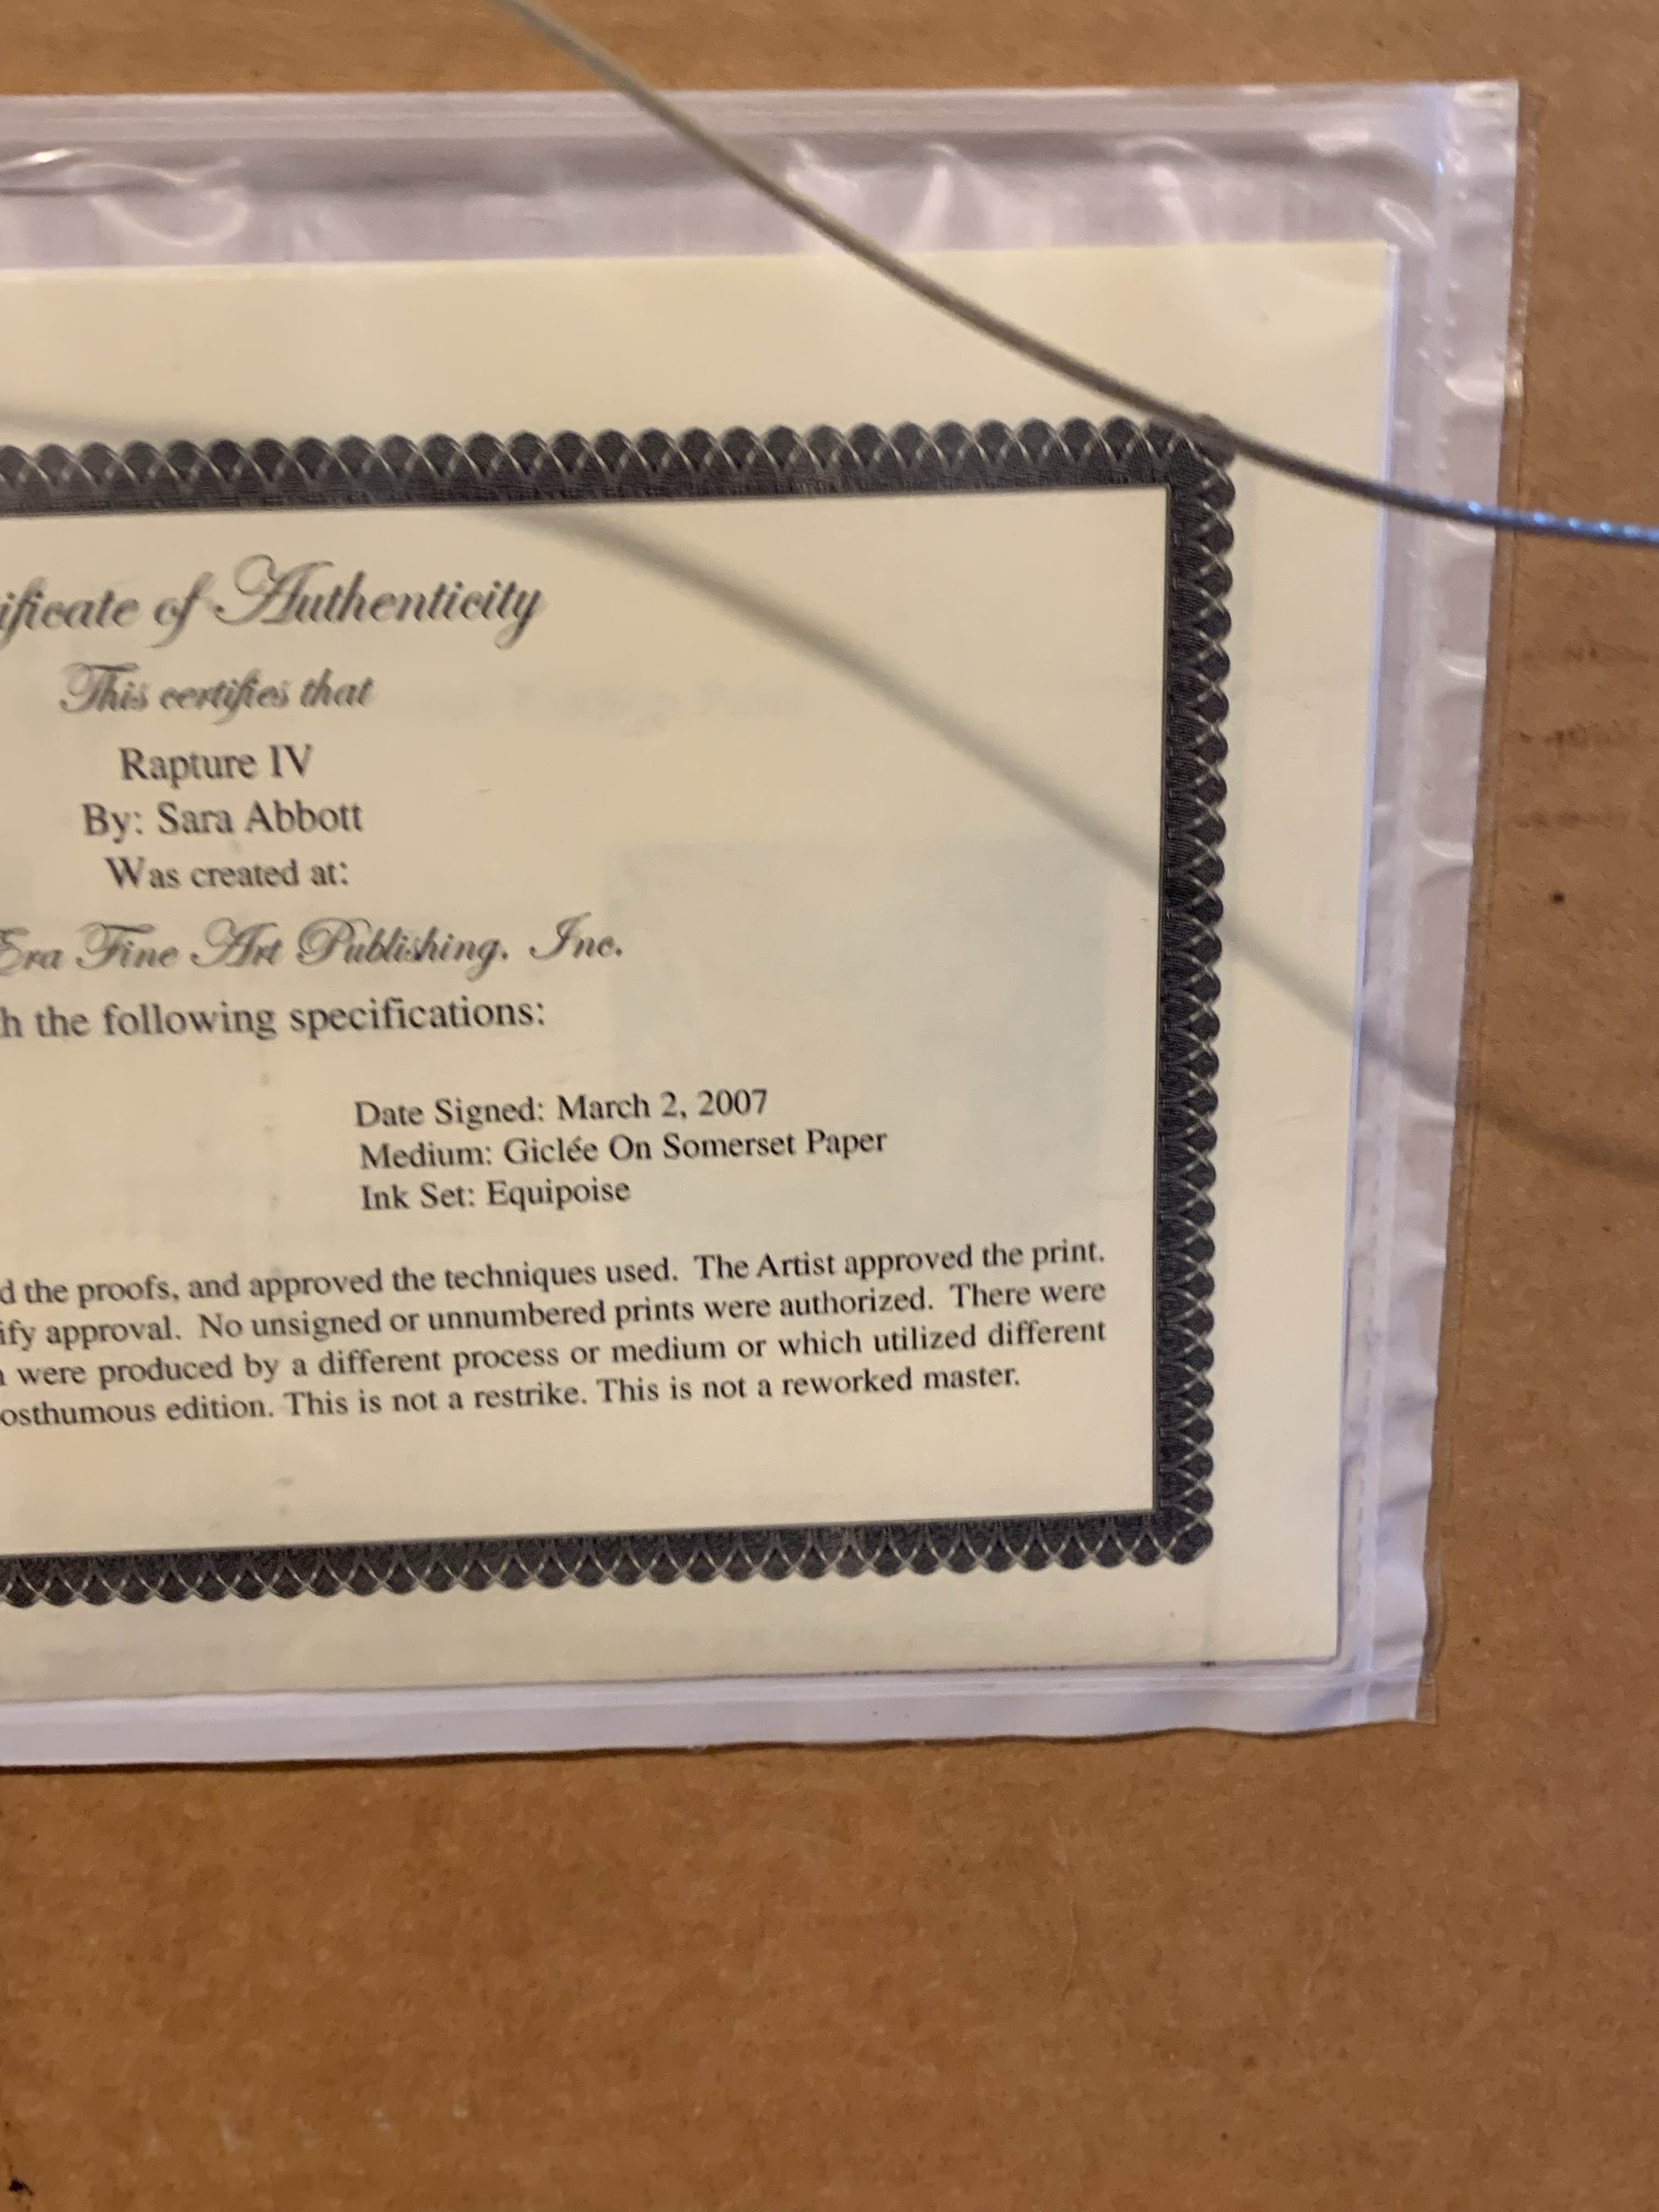 ificate of Authenticity
This certifies that
Rapture IV
By: Sara Abbott
Was created at:
Era Fine Art Publishing, Inc.
h the following specifications:
Date Signed: March 2, 2007
Medium: Giclée On Somerset Paper
Ink Set: Equipoise
d the proofs, and approved the techniques used. The Artist approved the print.
ify approval. No unsigned or unnumbered prints were authorized. There were
were produced by a different process or medium or which utilized different
osthumous edition. This is not a restrike. This is not a reworked master.